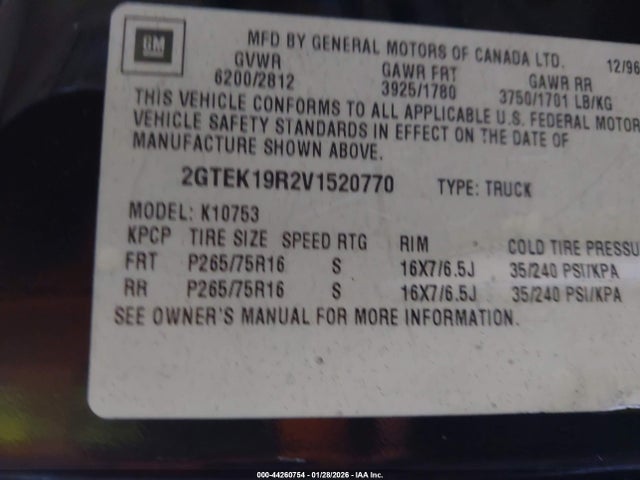 GM
MFD BY GENERAL MOTORS OF CANADA LTD. 12/96
GVWR GAWR FRT GAWR RR
6200/2812 3925/1780 3750/1701 LB/KG
THIS VEHICLE CONFORMS TO ALL APPLICABLE U.S. FEDERAL MOTOR
VEHICLE SAFETY STANDARDS IN EFFECT ON THE DATE OF
MANUFACTURE SHOWN ABOVE.
2GTEK19R2V1520770 TYPE: TRUCK
MODEL: K10753
KPCP TIRE SIZE SPEED RTG RIM COLD TIRE PRESSU
FRT P265/75R16 S 16X7/6.5J 35/240 PSI/KPA
RR P265/75R16 S 16X7/6.5J 35/240 PSI/KPA
SEE OWNER'S MANUAL FOR MORE INFORMATION.
000-44260754 - 01/28/2026 - IAA Inc.